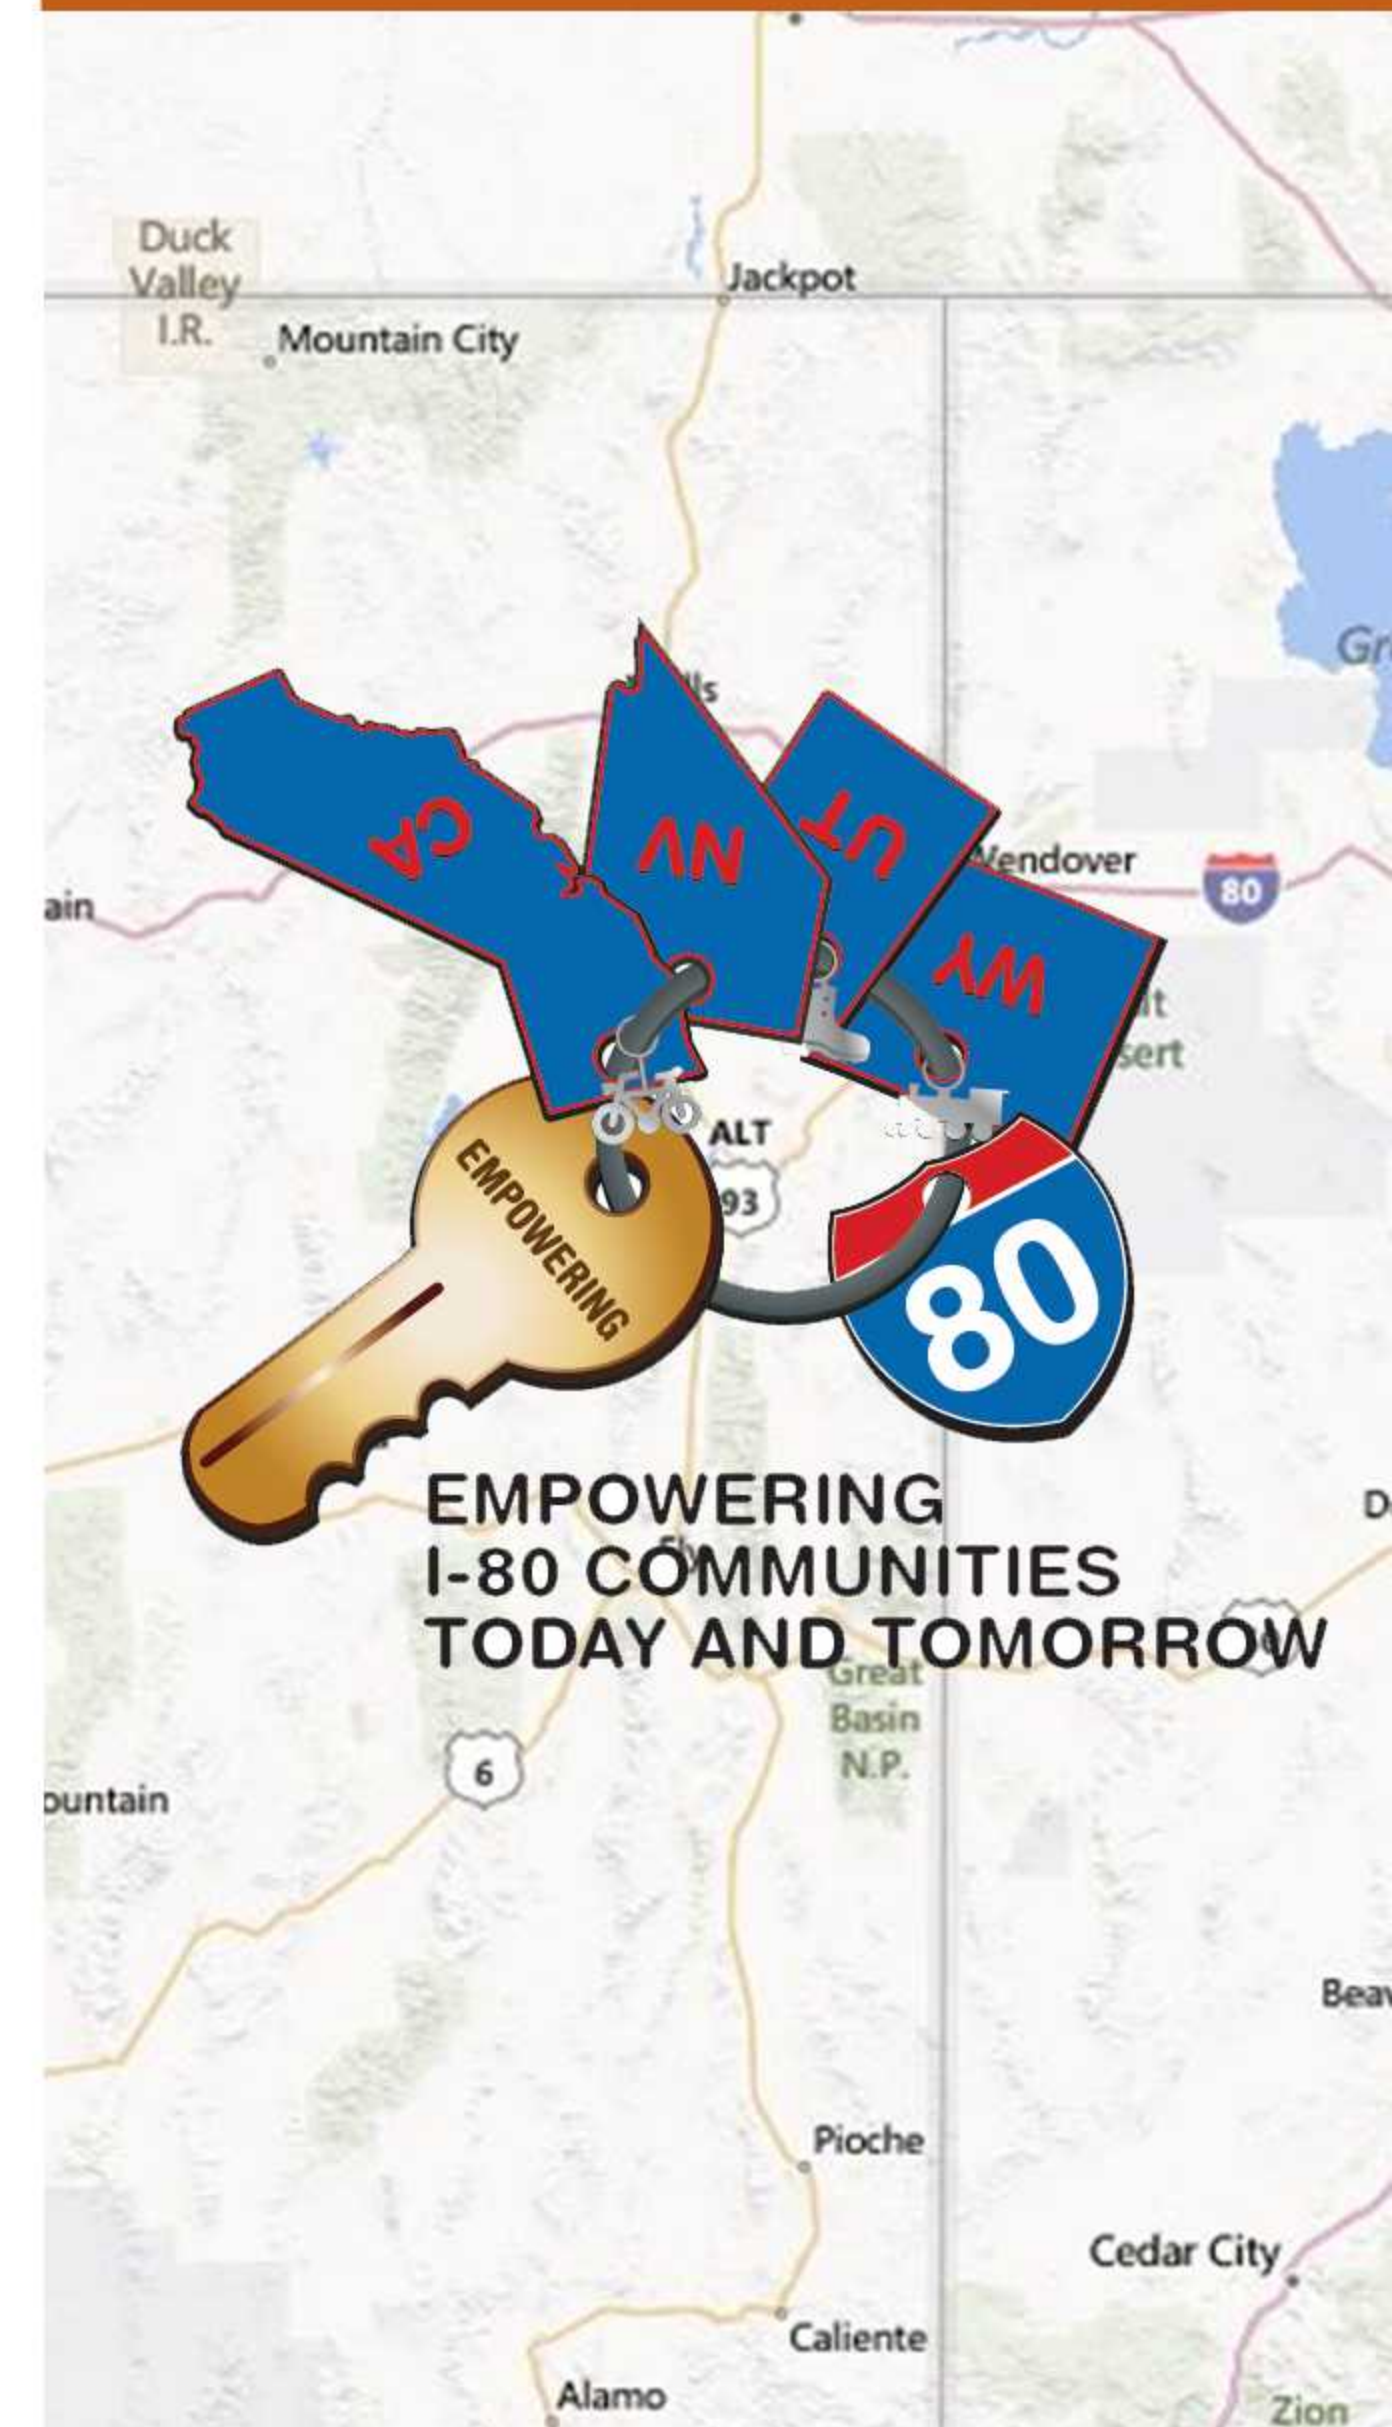 Duck
Valley
I.R.
Jackpot
Mountain City
CA
NV
UT
WY
Wendover
80
ALT
93
EMPOWERING
80
EMPOWERING
I-80 COMMUNITIES
TODAY AND TOMORROW
Great
Basin
N.P.
6
Pioche
Cedar City
Caliente
Alamo
Zion